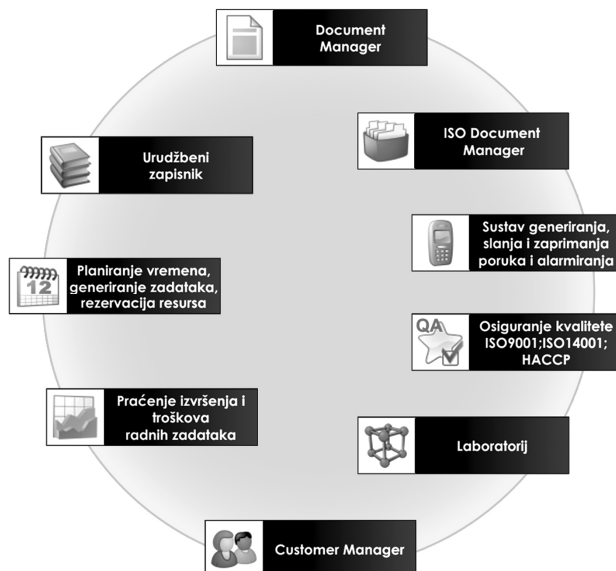 Document
Manager
ISO Document
Manager
Urudžbeni
zapisnik
Sustav generiranja,
slanja i zaprimanja
poruka i alarmiranja
Planiranje vremena,
generiranje zadataka,
rezervacija resursa
12
QA
Osiguranje kvalitete
ISO9001;ISO14001;
HACCP
Praćenje izvršenja i
troškova
radnih zadataka
Laboratorij
Customer Manager